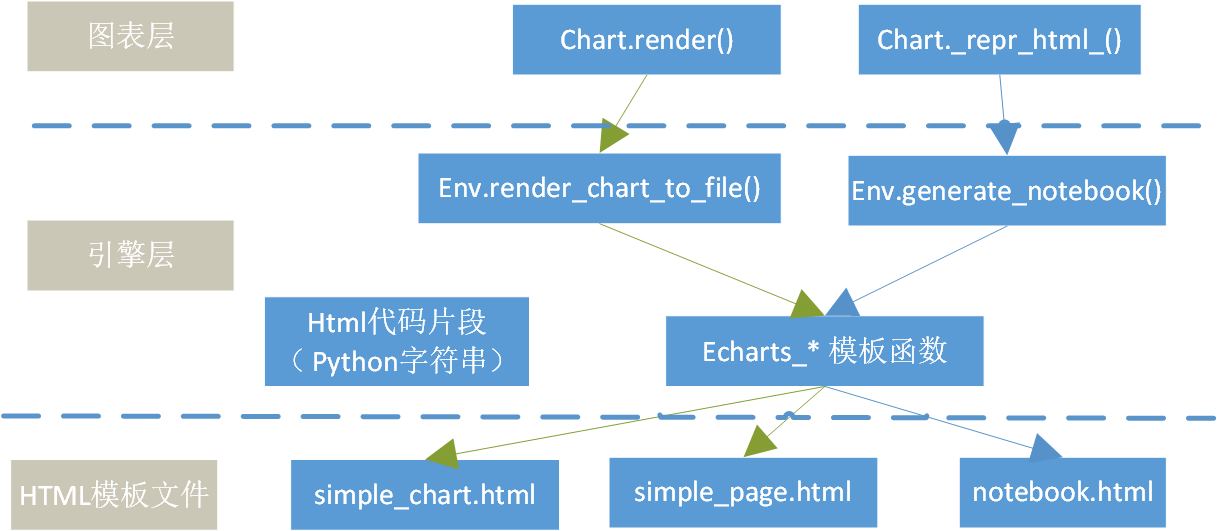 图表层
Chart.render()
Chart._repr_html_()
Env.render_chart_to_file()
Env.generate_notebook()
引擎层
Html代码片段
（ Python字符串）
Echarts_* 模板函数
HTML模板文件
simple_chart.html
simple_page.html
notebook.html